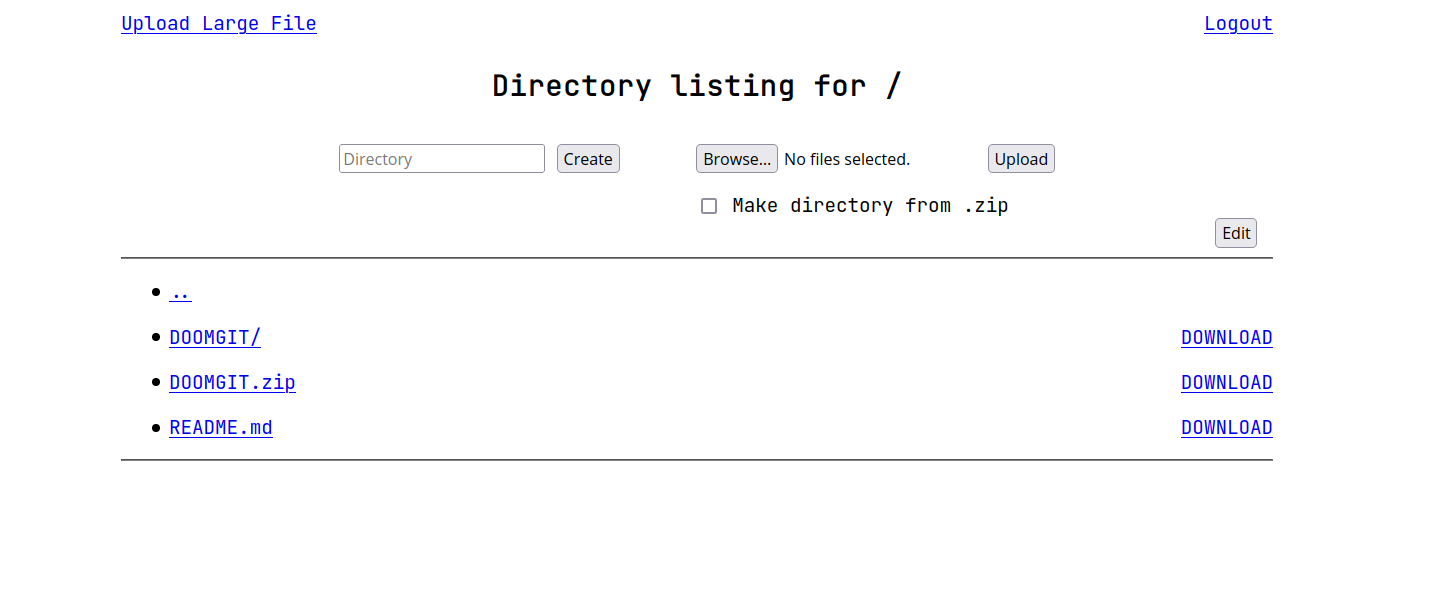 Upload Large File Logout
Directory listing for /
Directory Create Browse... No files selected. Upload
Make directory from .zip
Edit
..
DOOMGIT/ DOWNLOAD
DOOMGIT.zip DOWNLOAD
README.md DOWNLOAD